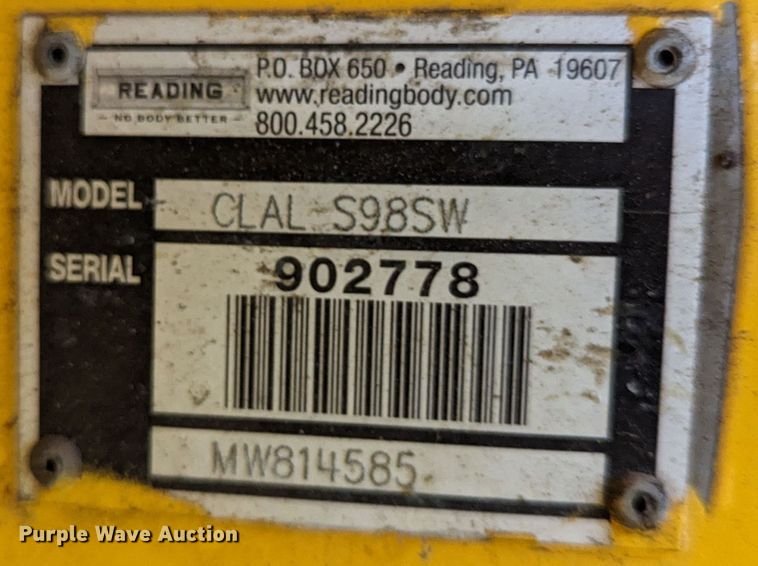 READING
NO BODY BETTER
P.O. BOX 650 • Reading, PA 19607
www.readingbody.com
800.458.2226
MODEL CLAL S98SW
SERIAL 902778
MW814585
Purple Wave Auction